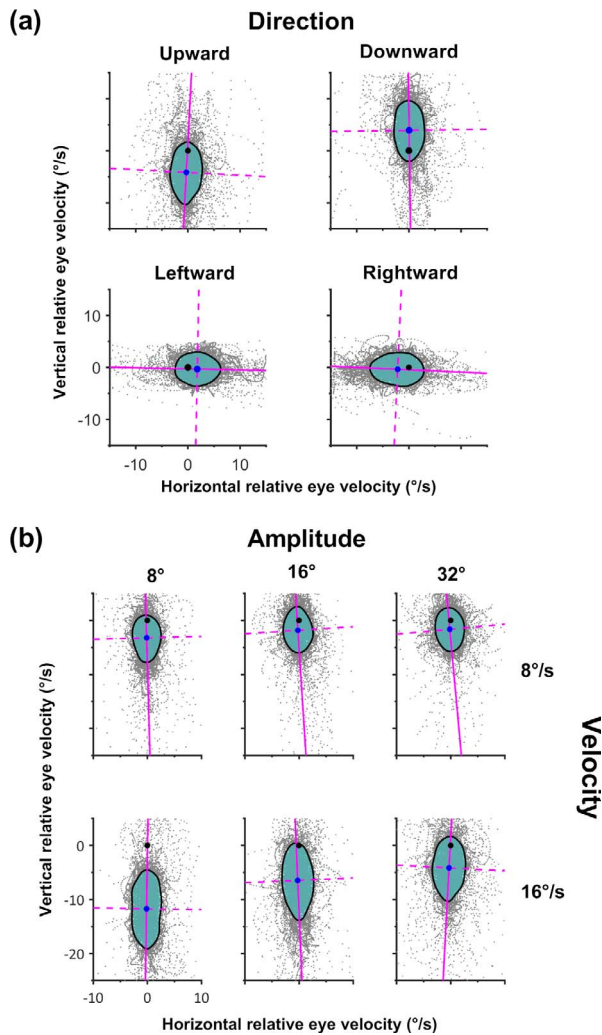 (a)
Direction
Upward
Downward
Vertical relative eye velocity (°/s)
Leftward
Rightward
10
0
-10
-10
0
10
Horizontal relative eye velocity (°/s)
(b)
Amplitude
8°
16°
32°
8°/s
Velocity
Vertical relative eye velocity (°/s)
0
-10
-20
16°/s
-10
0
10
Horizontal relative eye velocity (°/s)